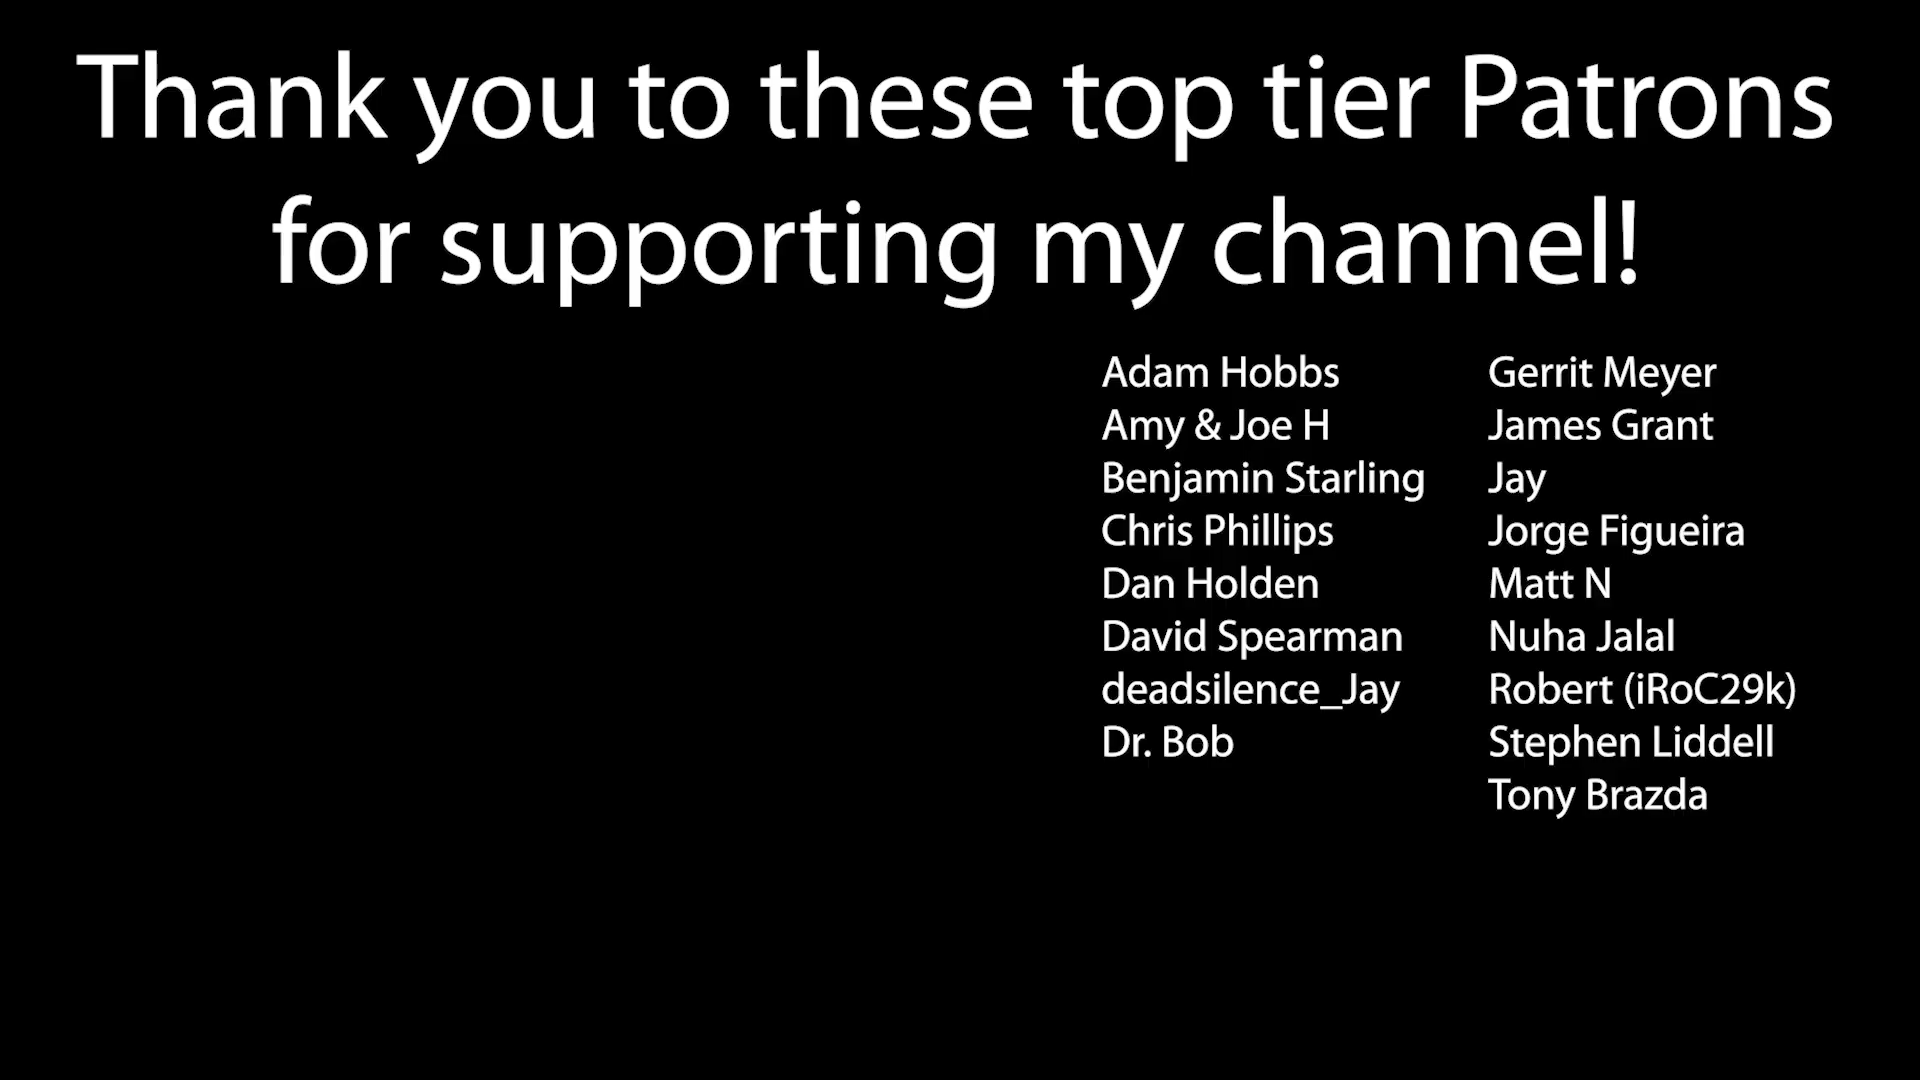 Thank you to these top tier Patrons
for supporting my channel!
Adam Hobbs
Amy & Joe H
Benjamin Starling
Chris Phillips
Dan Holden
David Spearman
deadsilence_Jay
Dr. Bob
Gerrit Meyer
James Grant
Jay
Jorge Figueira
Matt N
Nuha Jalal
Robert (iRoC29k)
Stephen Liddell
Tony Brazda